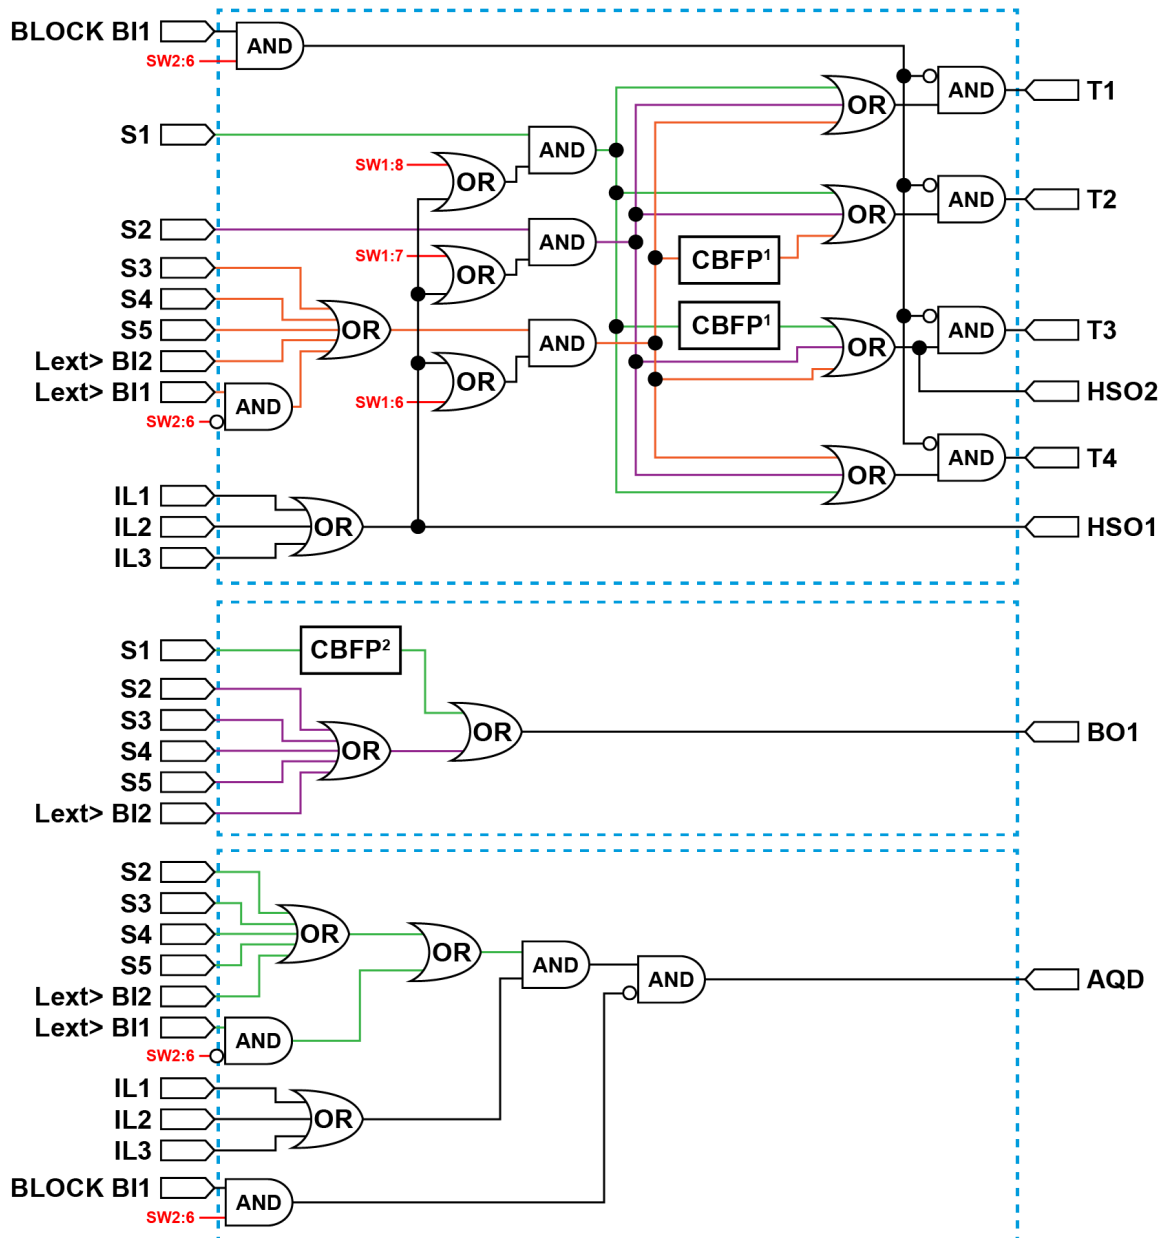 BLOCK BI1
AND
SW2:6
AND
T1
OR
S1
AND
SW1:8
OR
AND
T2
OR
S2
AND
SW1:7
OR
CBFP¹
S3
S4
S5
OR
Lext> BI2
Lext> BI1
AND
SW2:6
AND
OR
SW1:6
CBFP¹
OR
AND
T3
HSO2
AND
T4
OR
IL1
IL2
IL3
OR
HSO1
S1
CBFP²
S2
S3
S4
S5
Lext> BI2
OR
OR
BO1
S2
S3
S4
S5
Lext> BI2
OR
OR
AND
AND
AQD
Lext> BI1
AND
SW2:6
IL1
IL2
IL3
OR
BLOCK BI1
AND
SW2:6